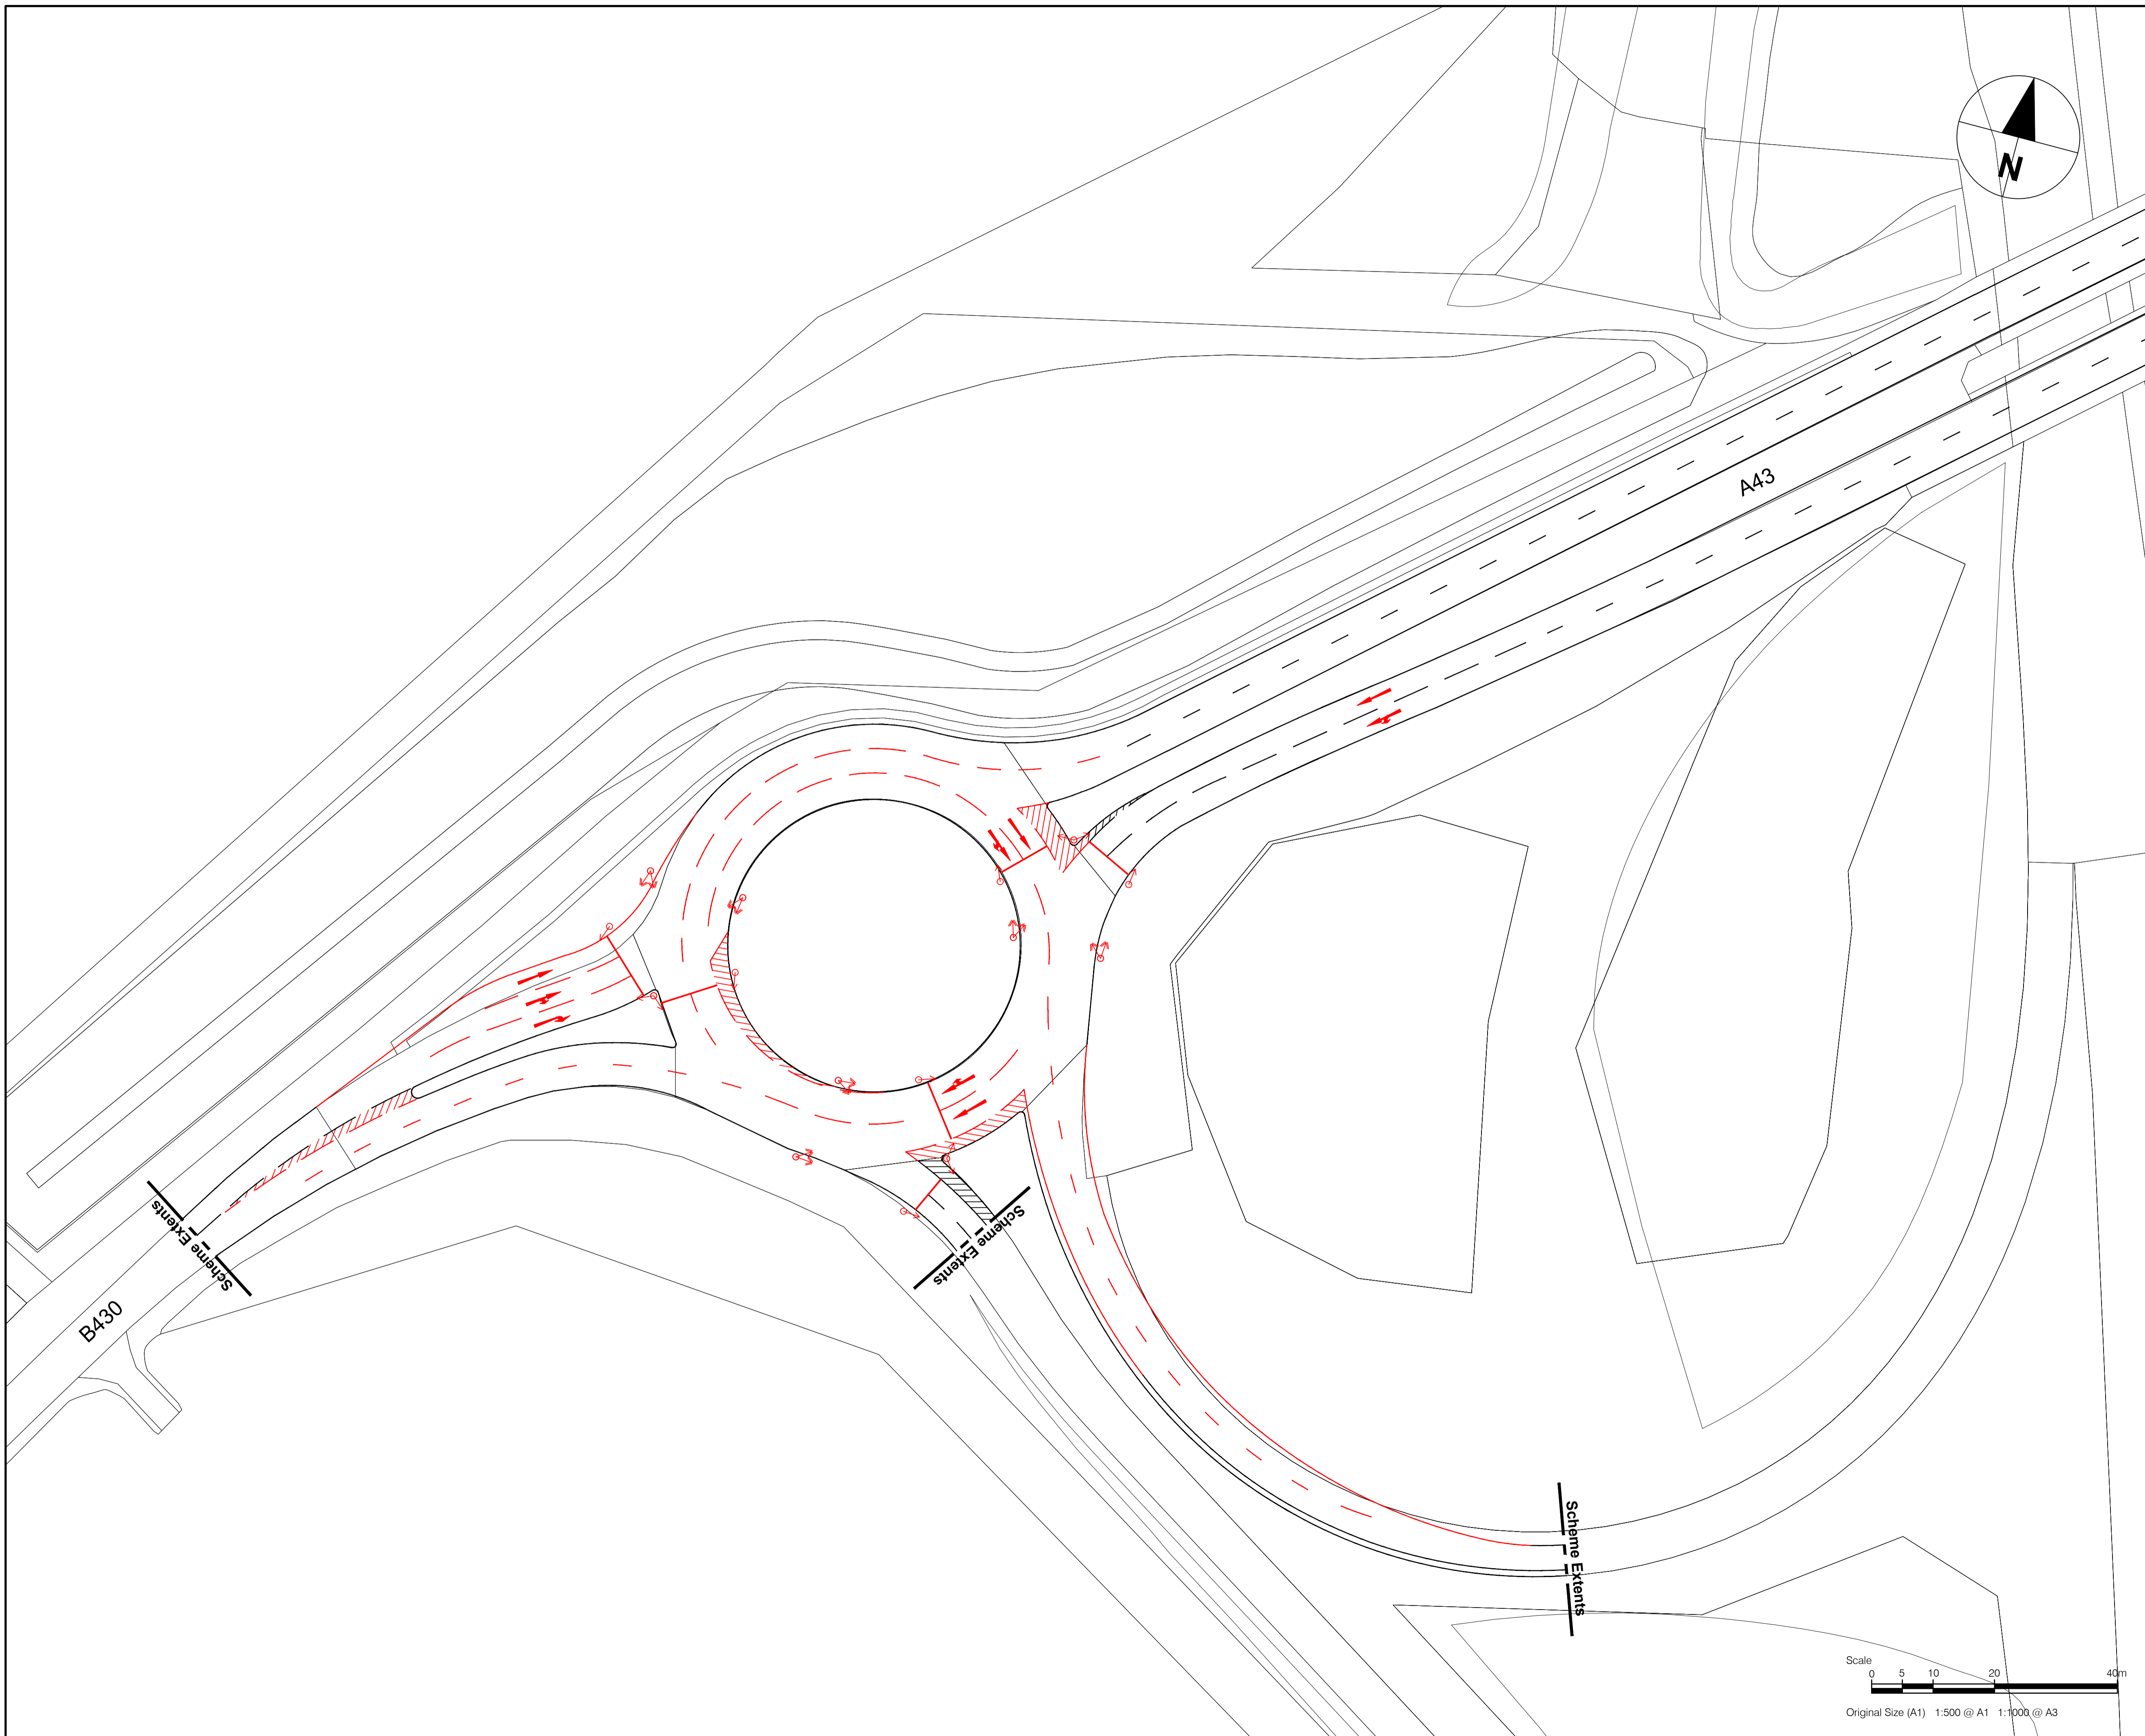 N
A43
Scheme Extents
Scheme Extents
B430
Scheme Extents
Scale
0 5 10 20 40m
Original Size (A1) 1:500 @ A1 1:1000 @ A3